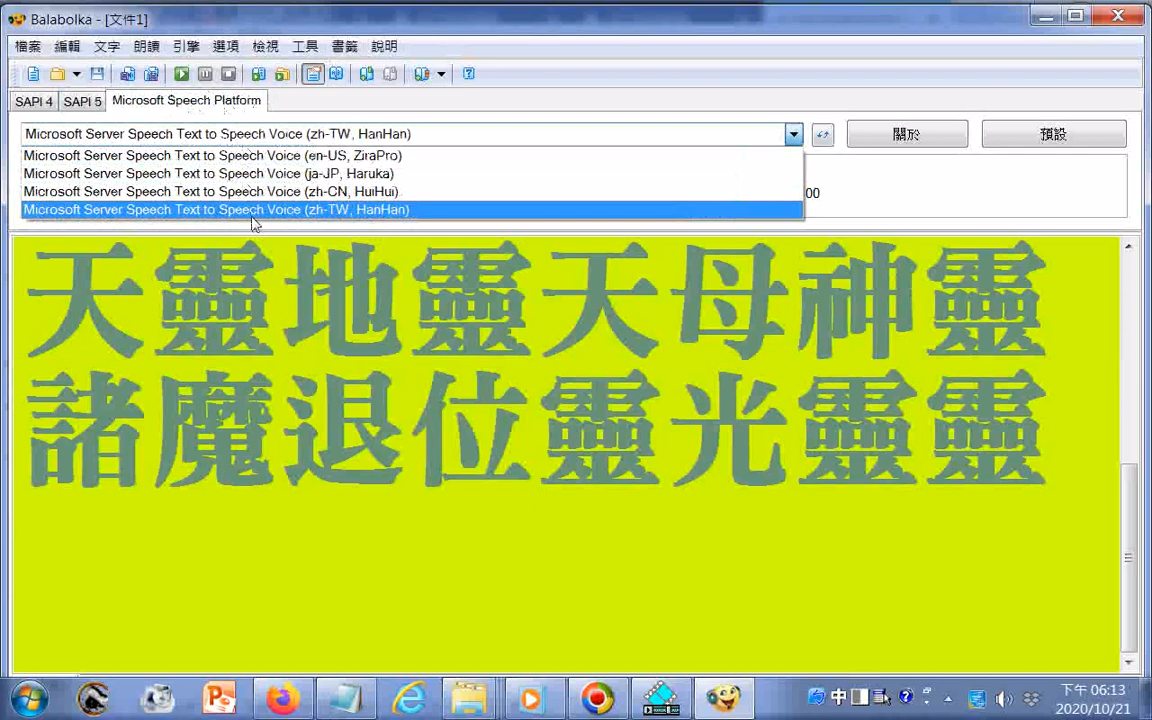 Balabolka - [文件1]
檔案 編輯 文字 朗讀 引擎 選項 檢視 工具 書籤 說明
SAPI 4 SAPI 5 Microsoft Speech Platform
Microsoft Server Speech Text to Speech Voice (zh-TW, HanHan) 關於 預設
Microsoft Server Speech Text to Speech Voice (en-US, ZiraPro)
Microsoft Server Speech Text to Speech Voice (ja-JP, Haruka)
Microsoft Server Speech Text to Speech Voice (zh-CN, HuiHui)
00
Microsoft Server Speech Text to Speech Voice (zh-TW, HanHan)
天靈地靈天母神靈
諸魔退位靈光靈靈
中
下午 06:13
2020/10/21